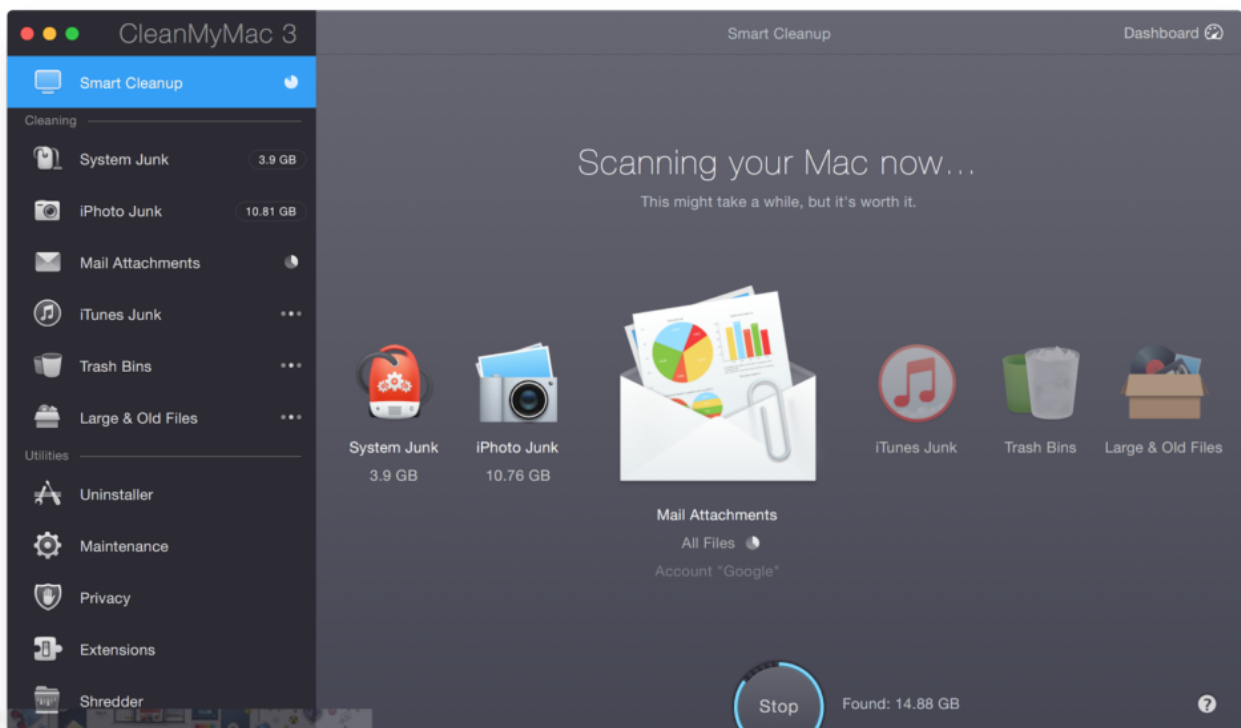 CleanMyMac 3
Smart Cleanup
Dashboard
Smart Cleanup
Cleaning
System Junk 3.9 GB
iPhoto Junk 10.81 GB
Mail Attachments
iTunes Junk
Trash Bins
Large & Old Files
Utilities
Uninstaller
Maintenance
Privacy
Extensions
Shredder
Scanning your Mac now...
This might take a while, but it's worth it.
System Junk
3.9 GB
iPhoto Junk
10.76 GB
Mail Attachments
All Files
Account "Google"
iTunes Junk
Trash Bins
Large & Old Files
Stop
Found: 14.88 GB
?